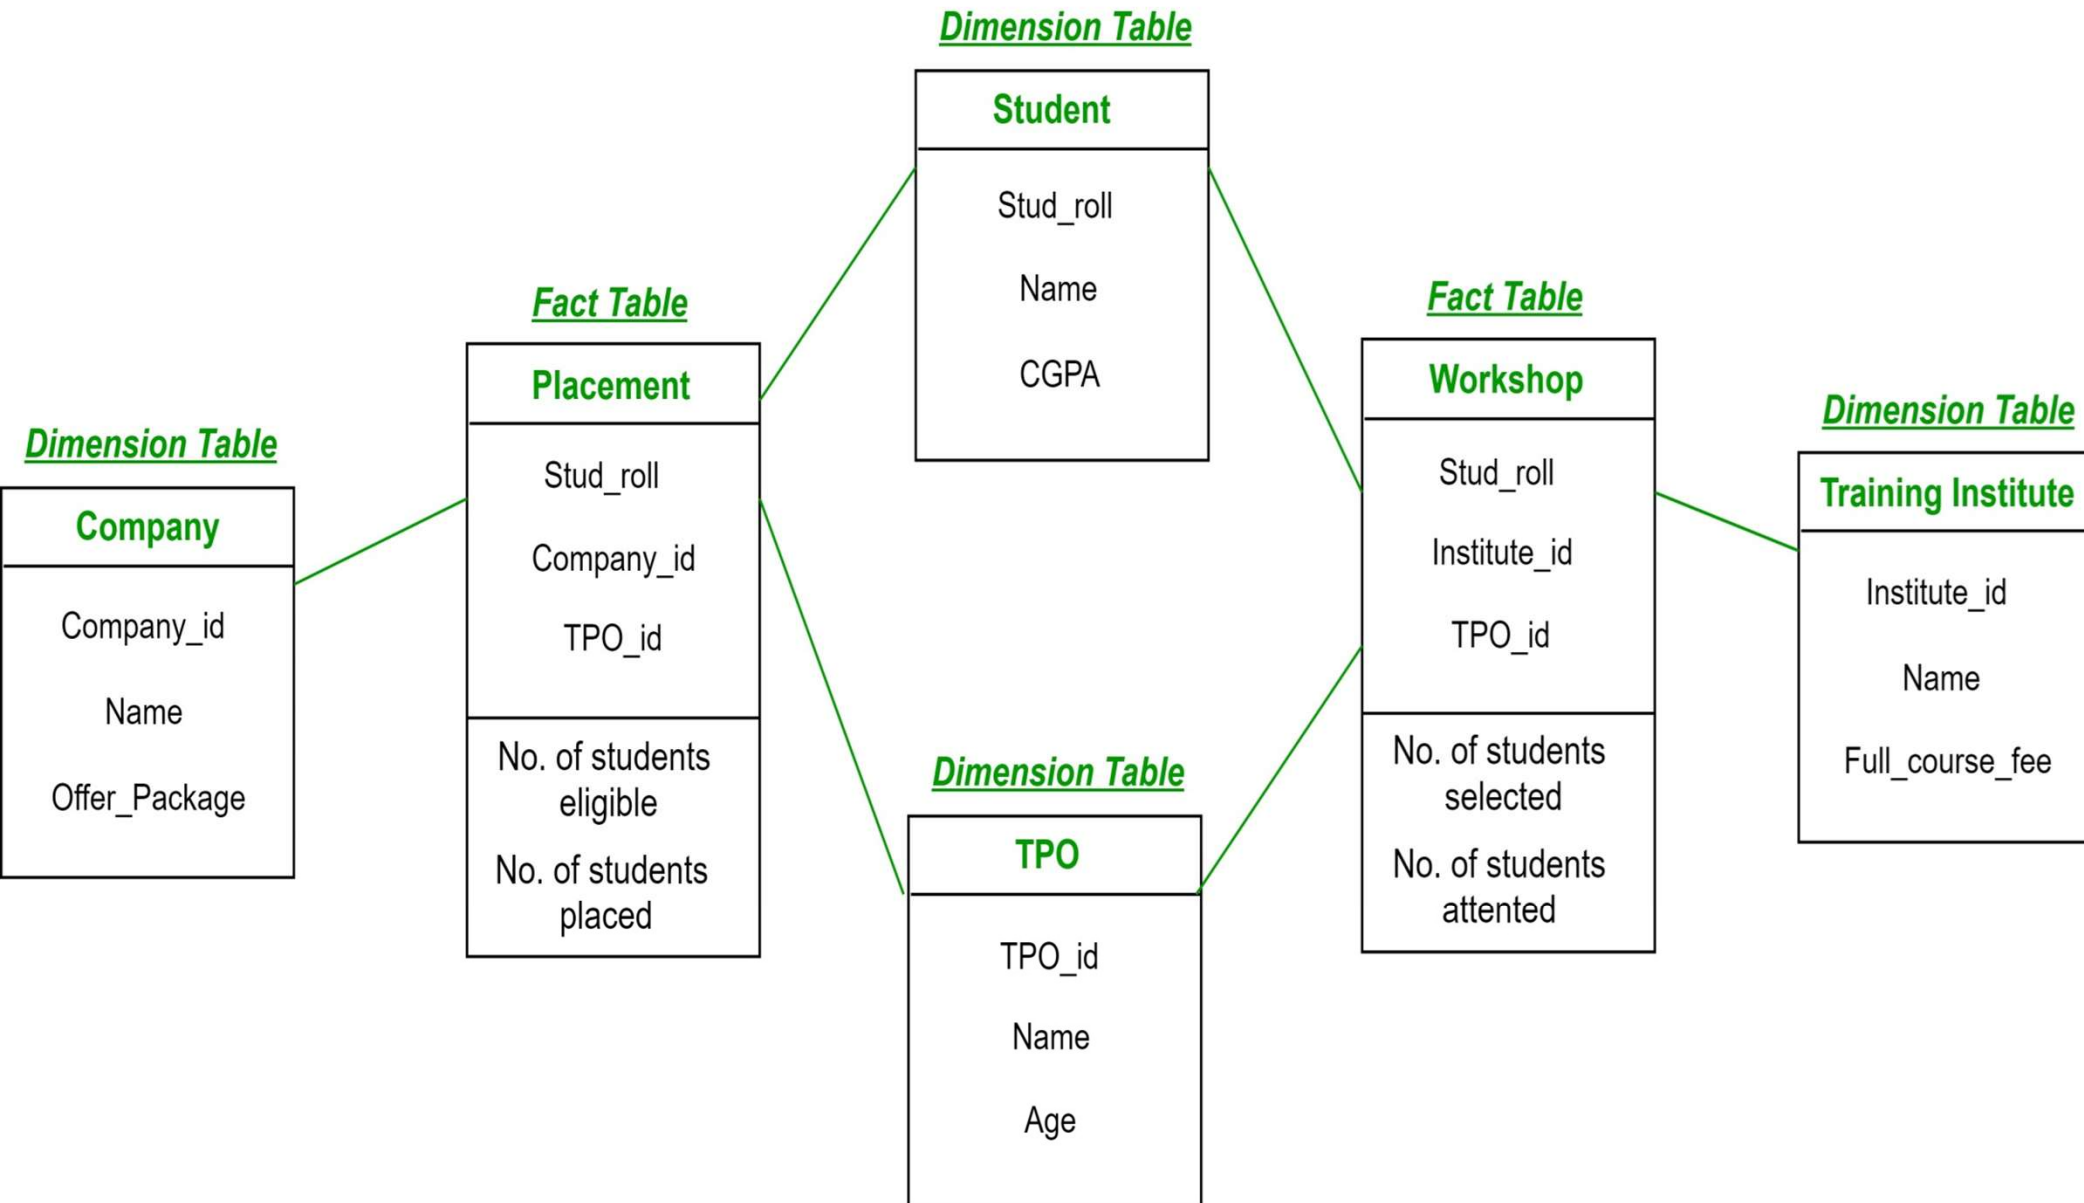 Dimension Table
Student
Stud_roll
Name
CGPA
Fact Table
Placement
Stud_roll
Company_id
TPO_id
No. of students
eligible
No. of students
placed
Fact Table
Workshop
Stud_roll
Institute_id
TPO_id
No. of students
selected
No. of students
attented
Dimension Table
Company
Company_id
Name
Offer_Package
Dimension Table
Training Institute
Institute_id
Name
Full_course_fee
Dimension Table
TPO
TPO_id
Name
Age